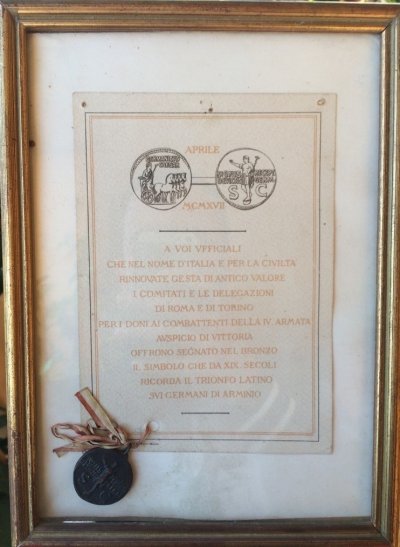 APRILE
S C
MCMXVII
A VOI VFFICIALI
CHE NEL NOME D'ITALIA E PER LA CIVILTÀ
RINNOVATE GESTA DI ANTICO VALORE
I COMITATI E LE DELEGAZIONI
DI ROMA E DI TORINO
PER I DONI AI COMBATTENTI DELLA IV. ARMATA
AVSPICIO DI VITTORIA
OFFRONO SEGNATO NEL BRONZO
IL SIMBOLO CHE DA XIX. SECOLI
RICORDA IL TRIONFO LATINO
SVI GERMANI DI ARMINIO